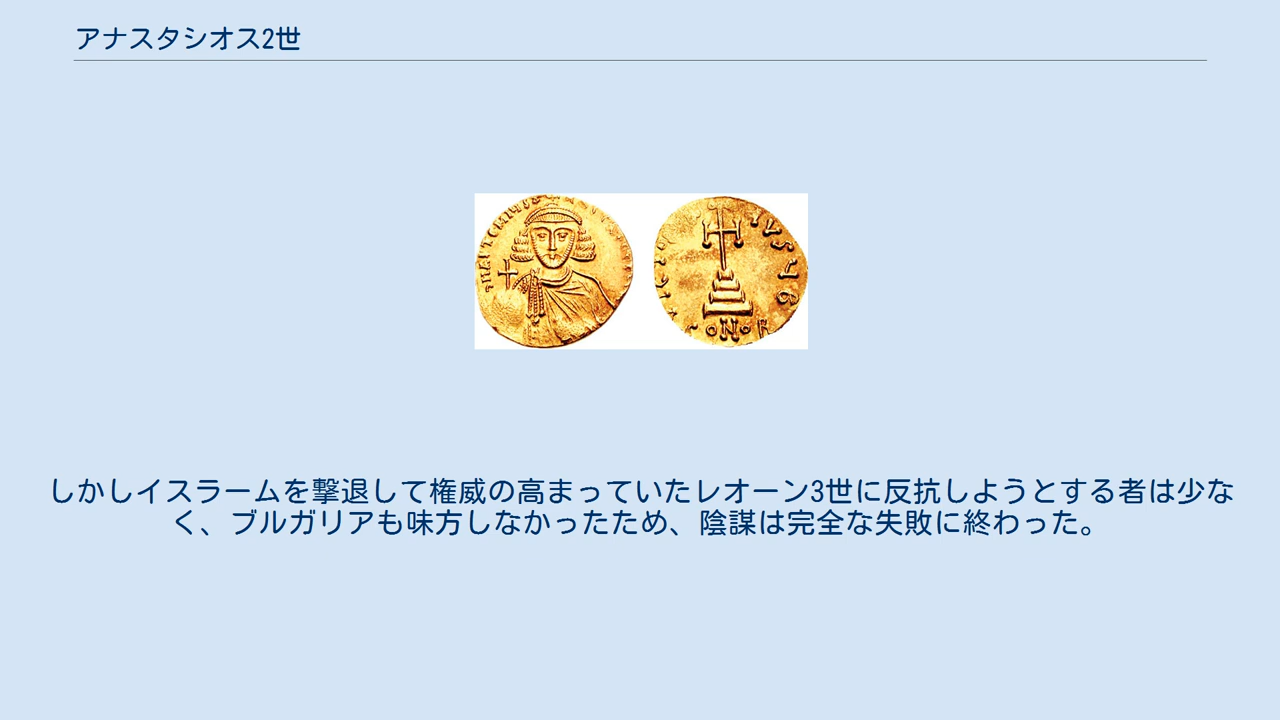 アナスタシオス2世
しかしイスラームを撃退して権威の高まっていたレオーン3世に反抗しようとする者は少な
く、ブルガリアも味方しなかったため、陰謀は完全な失敗に終わった。